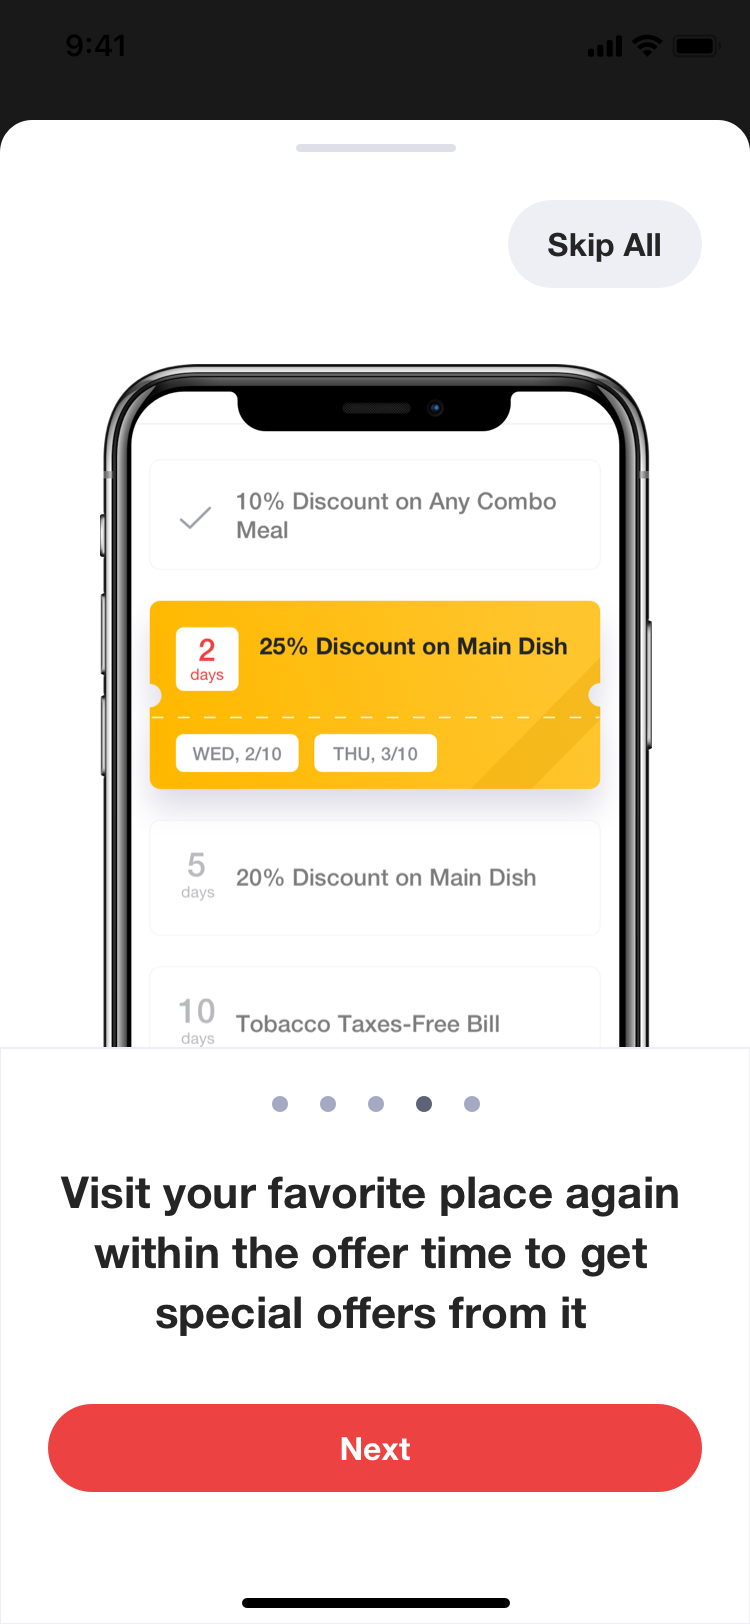 9:41
Skip All
10% Discount on Any Combo
Meal
2
days
25% Discount on Main Dish
WED, 2/10
THU, 3/10
5
days
20% Discount on Main Dish
10
days
Tobacco Taxes-Free Bill
Visit your favorite place again
within the offer time to get
special offers from it
Next